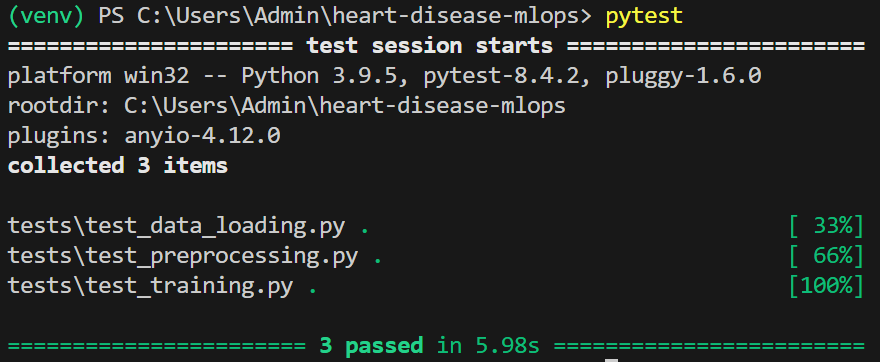 (venv) PS C:\Users\Admin\heart-disease-mlops> pytest
====================== test session starts =======================
platform win32 -- Python 3.9.5, pytest-8.4.2, pluggy-1.6.0
rootdir: C:\Users\Admin\heart-disease-mlops
plugins: anyio-4.12.0
collected 3 items

tests\test_data_loading.py . [ 33%]
tests\test_preprocessing.py . [ 66%]
tests\test_training.py . [100%]

======================= 3 passed in 5.98s ========================